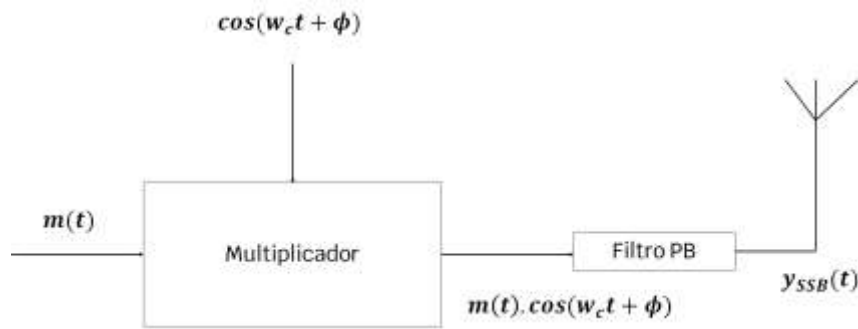 cos(w_c t + ϕ)
m(t)
Multiplicador
Filtro PB
y_SSB(t)
m(t).cos(w_c t + ϕ)